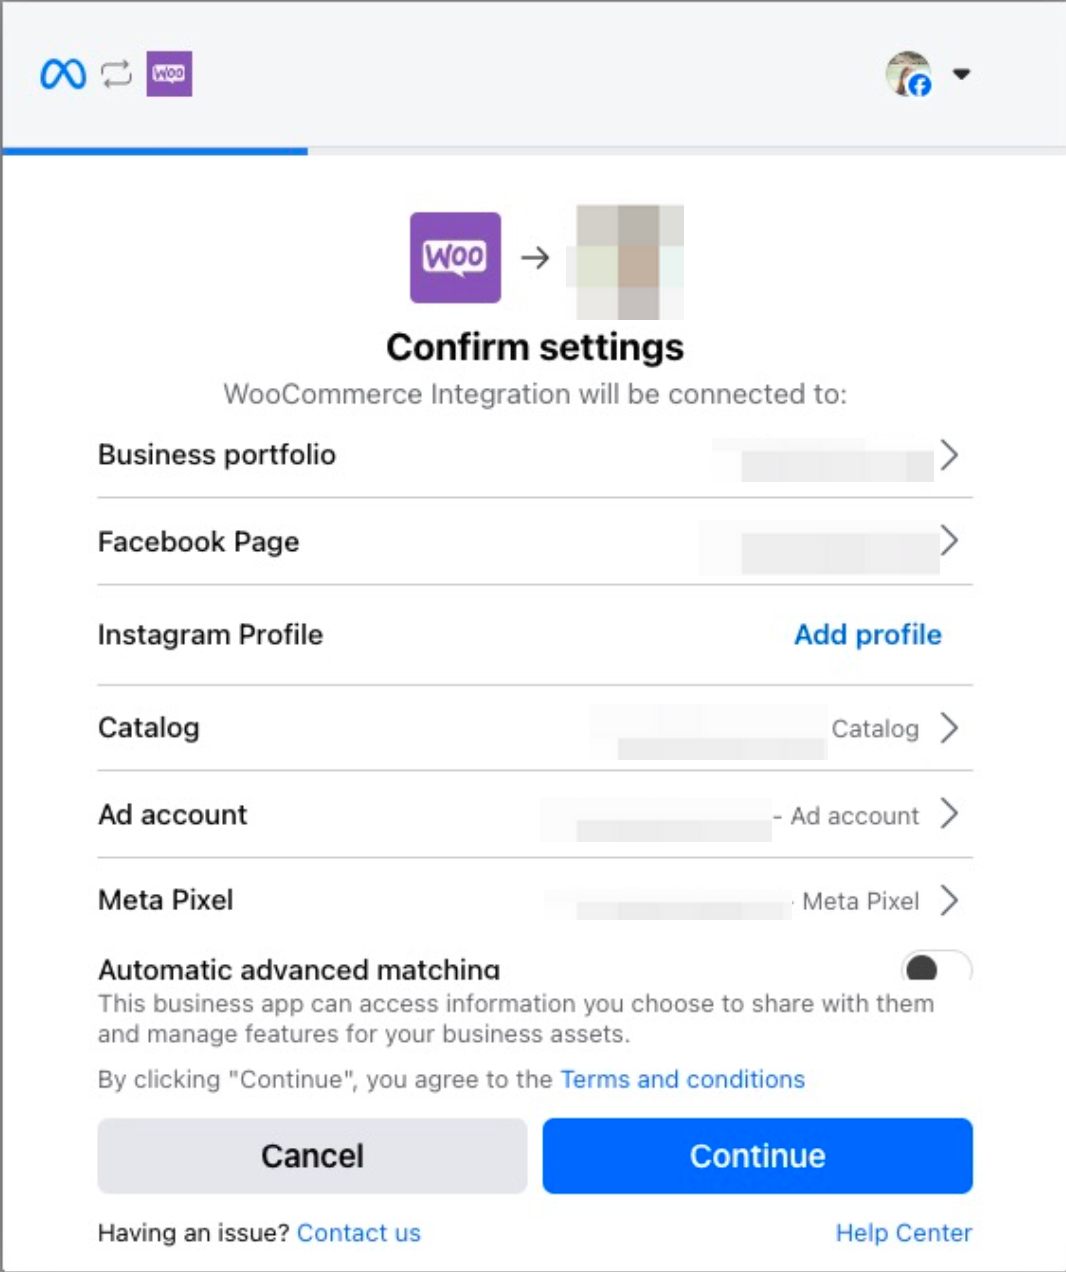 Woo
Woo
Confirm settings
WooCommerce Integration will be connected to:
Business portfolio
Facebook Page
Instagram Profile Add profile
Catalog Catalog
Ad account - Ad account
Meta Pixel Meta Pixel
Automatic advanced matching
This business app can access information you choose to share with them
and manage features for your business assets.
By clicking "Continue", you agree to the Terms and conditions
Cancel Continue
Having an issue? Contact us Help Center